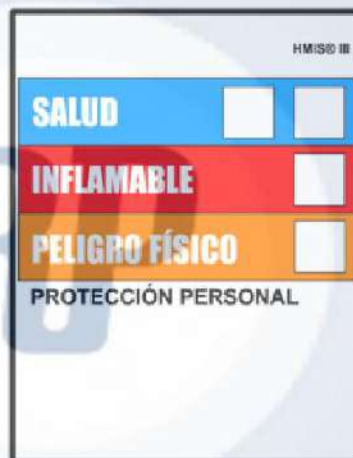 HMIS® III
SALUD
INFLAMABLE
PELIGRO FÍSICO
PROTECCIÓN PERSONAL